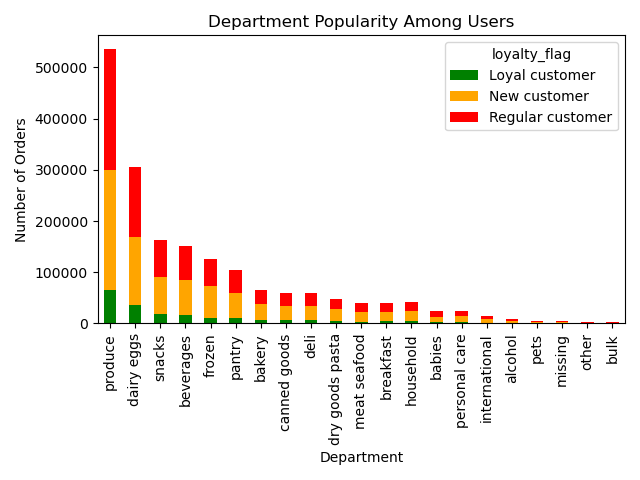 Department Popularity Among Users
loyalty_flag
Loyal customer
New customer
Regular customer
Number of Orders
500000
400000
300000
200000
100000
0
produce
dairy eggs
snacks
beverages
frozen
pantry
bakery
canned goods
deli
dry goods pasta
meat seafood
breakfast
household
babies
personal care
international
alcohol
pets
missing
other
bulk
Department